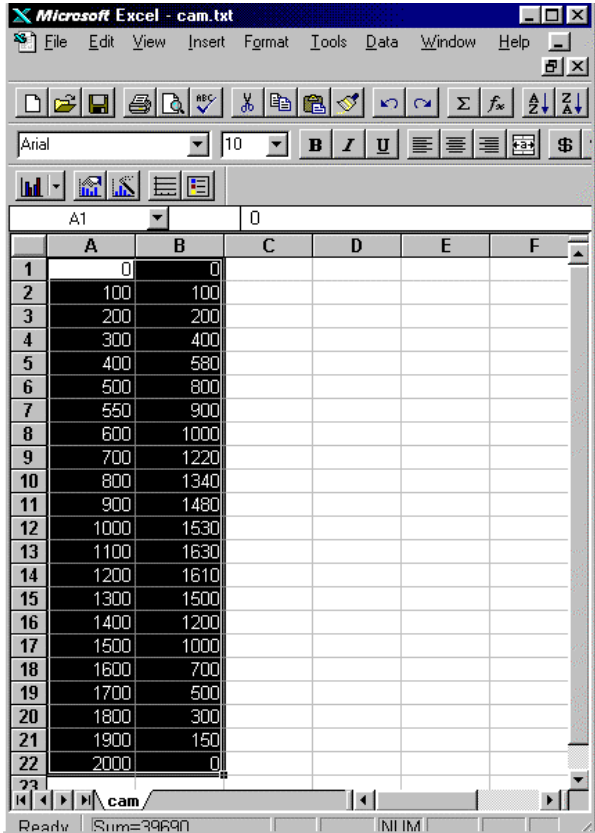 Microsoft Excel - cam.txt
File Edit View Insert Format Tools Data Window Help
ABC Σ fx A Z Z A
Arial 10 B I U a $
A1 0
A B C D E F
1 0 0
2 100 100
3 200 200
4 300 400
5 400 580
6 500 800
7 550 900
8 600 1000
9 700 1220
10 800 1340
11 900 1480
12 1000 1530
13 1100 1630
14 1200 1610
15 1300 1500
16 1400 1200
17 1500 1000
18 1600 700
19 1700 500
20 1800 300
21 1900 150
22 2000 0
23
cam
Ready Sum=39690 NUM